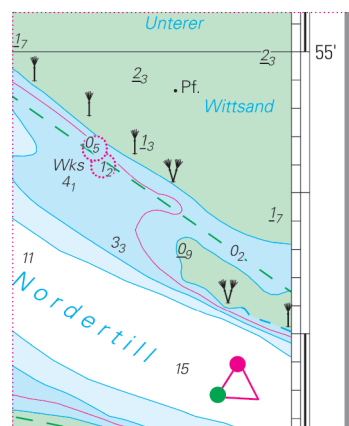 Unterer
1₇
2₃
2₃
55'
Pf.
Wittsand
0₅
1₃
Wks
1₂
4₁
1₇
3₃
0₉
0₂
11
Nordertill
15